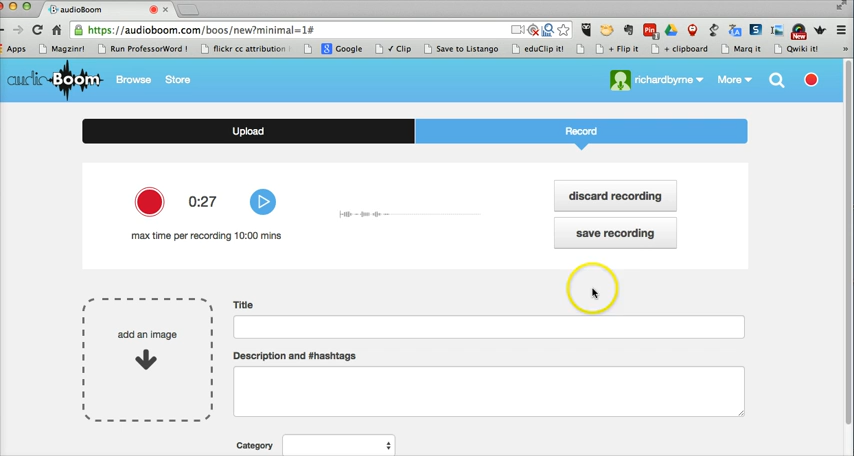 audioBoom
https://audioboom.com/boos/new?minimal=1#
Apps Magzinr! Run ProfessorWord ! flickr cc attribution Google ✓ Clip Save to Listango eduClip it! + Flip it + clipboard Marq it Qwiki it!
Pin
New
audioBoom Browse Store richardbyrne More
Upload Record
0:27 discard recording
save recording
max time per recording 10:00 mins
Title
add an image
Description and #hashtags
Category